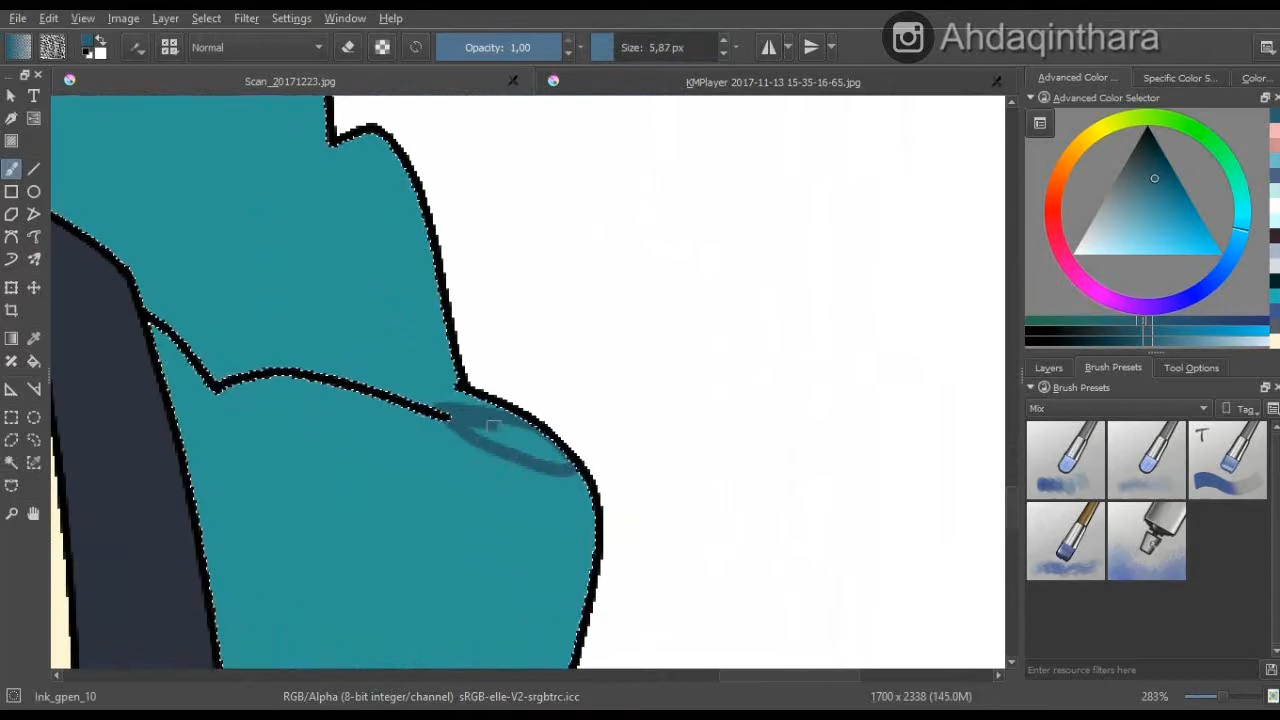 File Edit View Image Layer Select Filter Settings Window Help
Ahdaqinthara
Normal
Opacity: 1,00
Size: 5,87 px
Scan_20171223.jpg
KMPlayer 2017-11-13 15-35-16-65.jpg
Advanced Color ...
Specific Color S...
Color...
Advanced Color Selector
Layers
Brush Presets
Tool Options
Brush Presets
Mix
Tag
Enter resource filters here
Ink_gpen_10
RGB/Alpha (8-bit integer/channel) sRGB-elle-V2-srgbtrc.icc
1700 x 2338 (145.0M)
283%